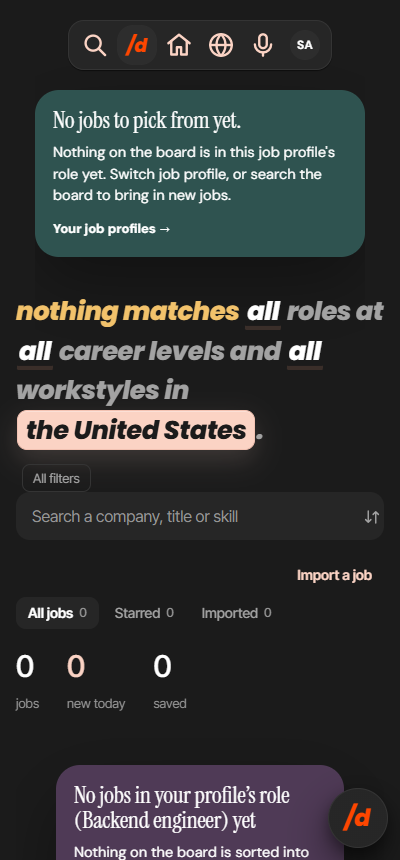 /d
SA
No jobs to pick from yet.
Nothing on the board is in this job profile's
role yet. Switch job profile, or search the
board to bring in new jobs.
Your job profiles →
nothing matches all roles at
all career levels and all
workstyles in
the United States.
All filters
Search a company, title or skill
Import a job
All jobs 0 Starred 0 Imported 0
0 0 0
jobs new today saved
No jobs in your profile’s role
(Backend engineer) yet
/d
Nothing on the board is sorted into